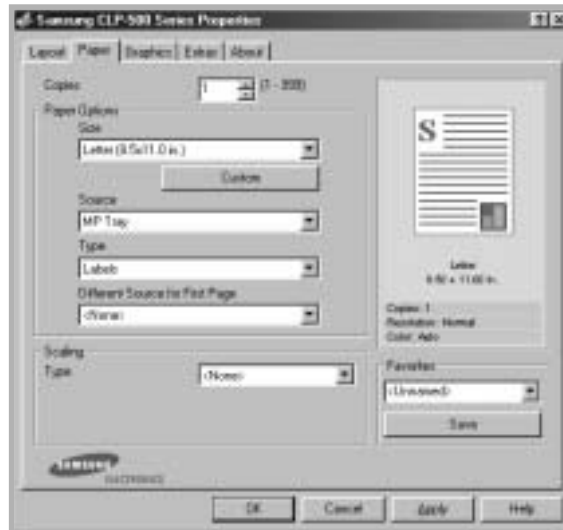 Samsung CLP-500 Series Properties
Layout Paper Graphics Extras About
Copies 1 (1 - 999)
Paper Options
Size
Letter (8.5x11.0 in.)
Custom
Source
MP Tray
Type
Labels
Different Source for First Page
<None>
Scaling
Type <None>
S
Letter
8.50 x 11.00 in.
Copies: 1
Resolution: Normal
Color: Auto
Favorites
<Unnamed>
Save
SAMSUNG
ELECTRONICS
OK Cancel Apply Help